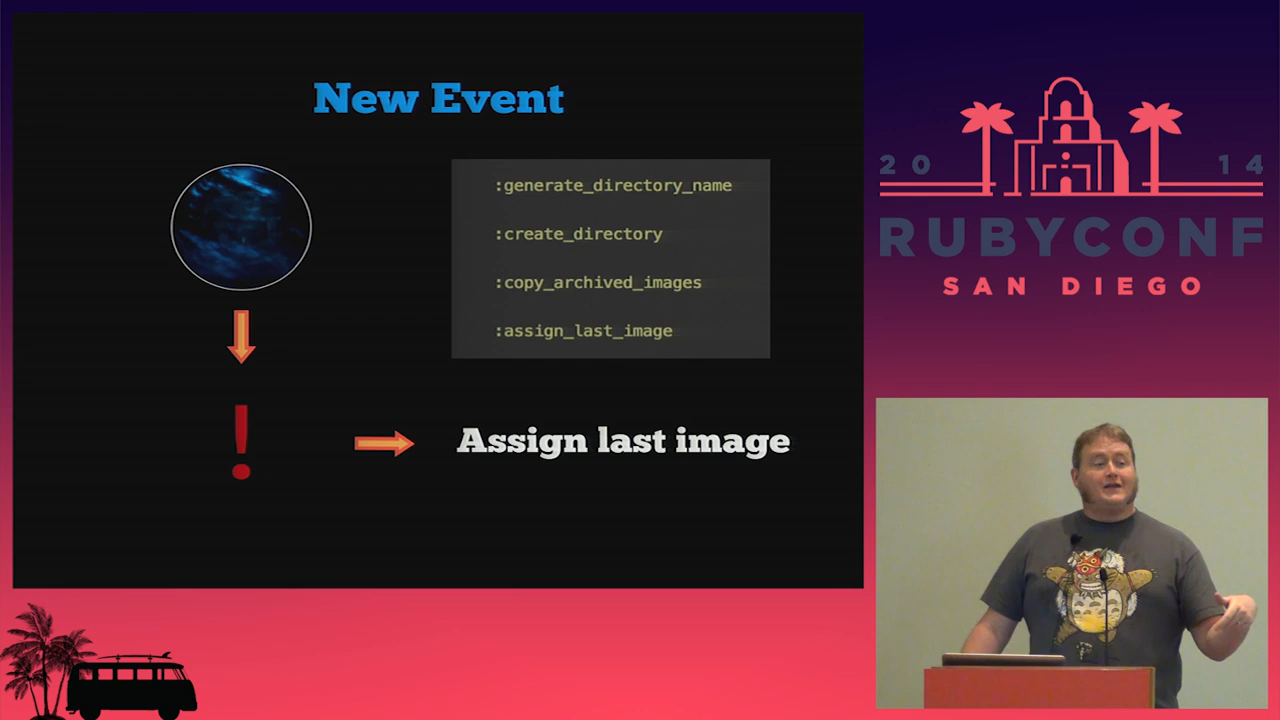 New Event
:generate_directory_name
:create_directory
:copy_archived_images
:assign_last_image
!
Assign last image
20 14
RUBYCONF
SAN DIEGO